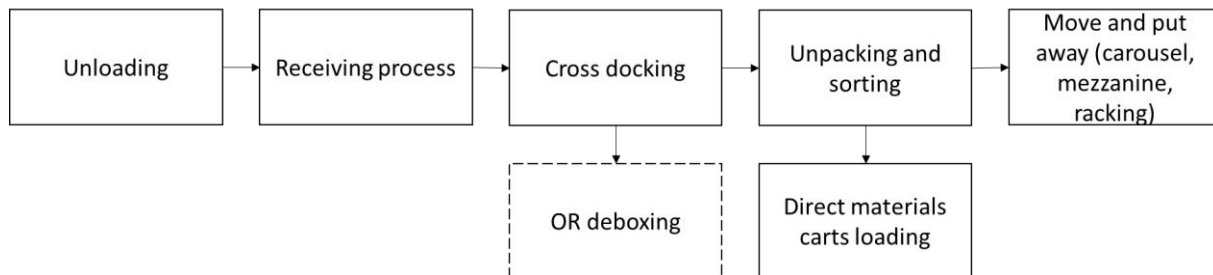 Unloading
Receiving process
Cross docking
Unpacking and
sorting
Move and put
away (carousel,
mezzanine,
racking)
OR deboxing
Direct materials
carts loading